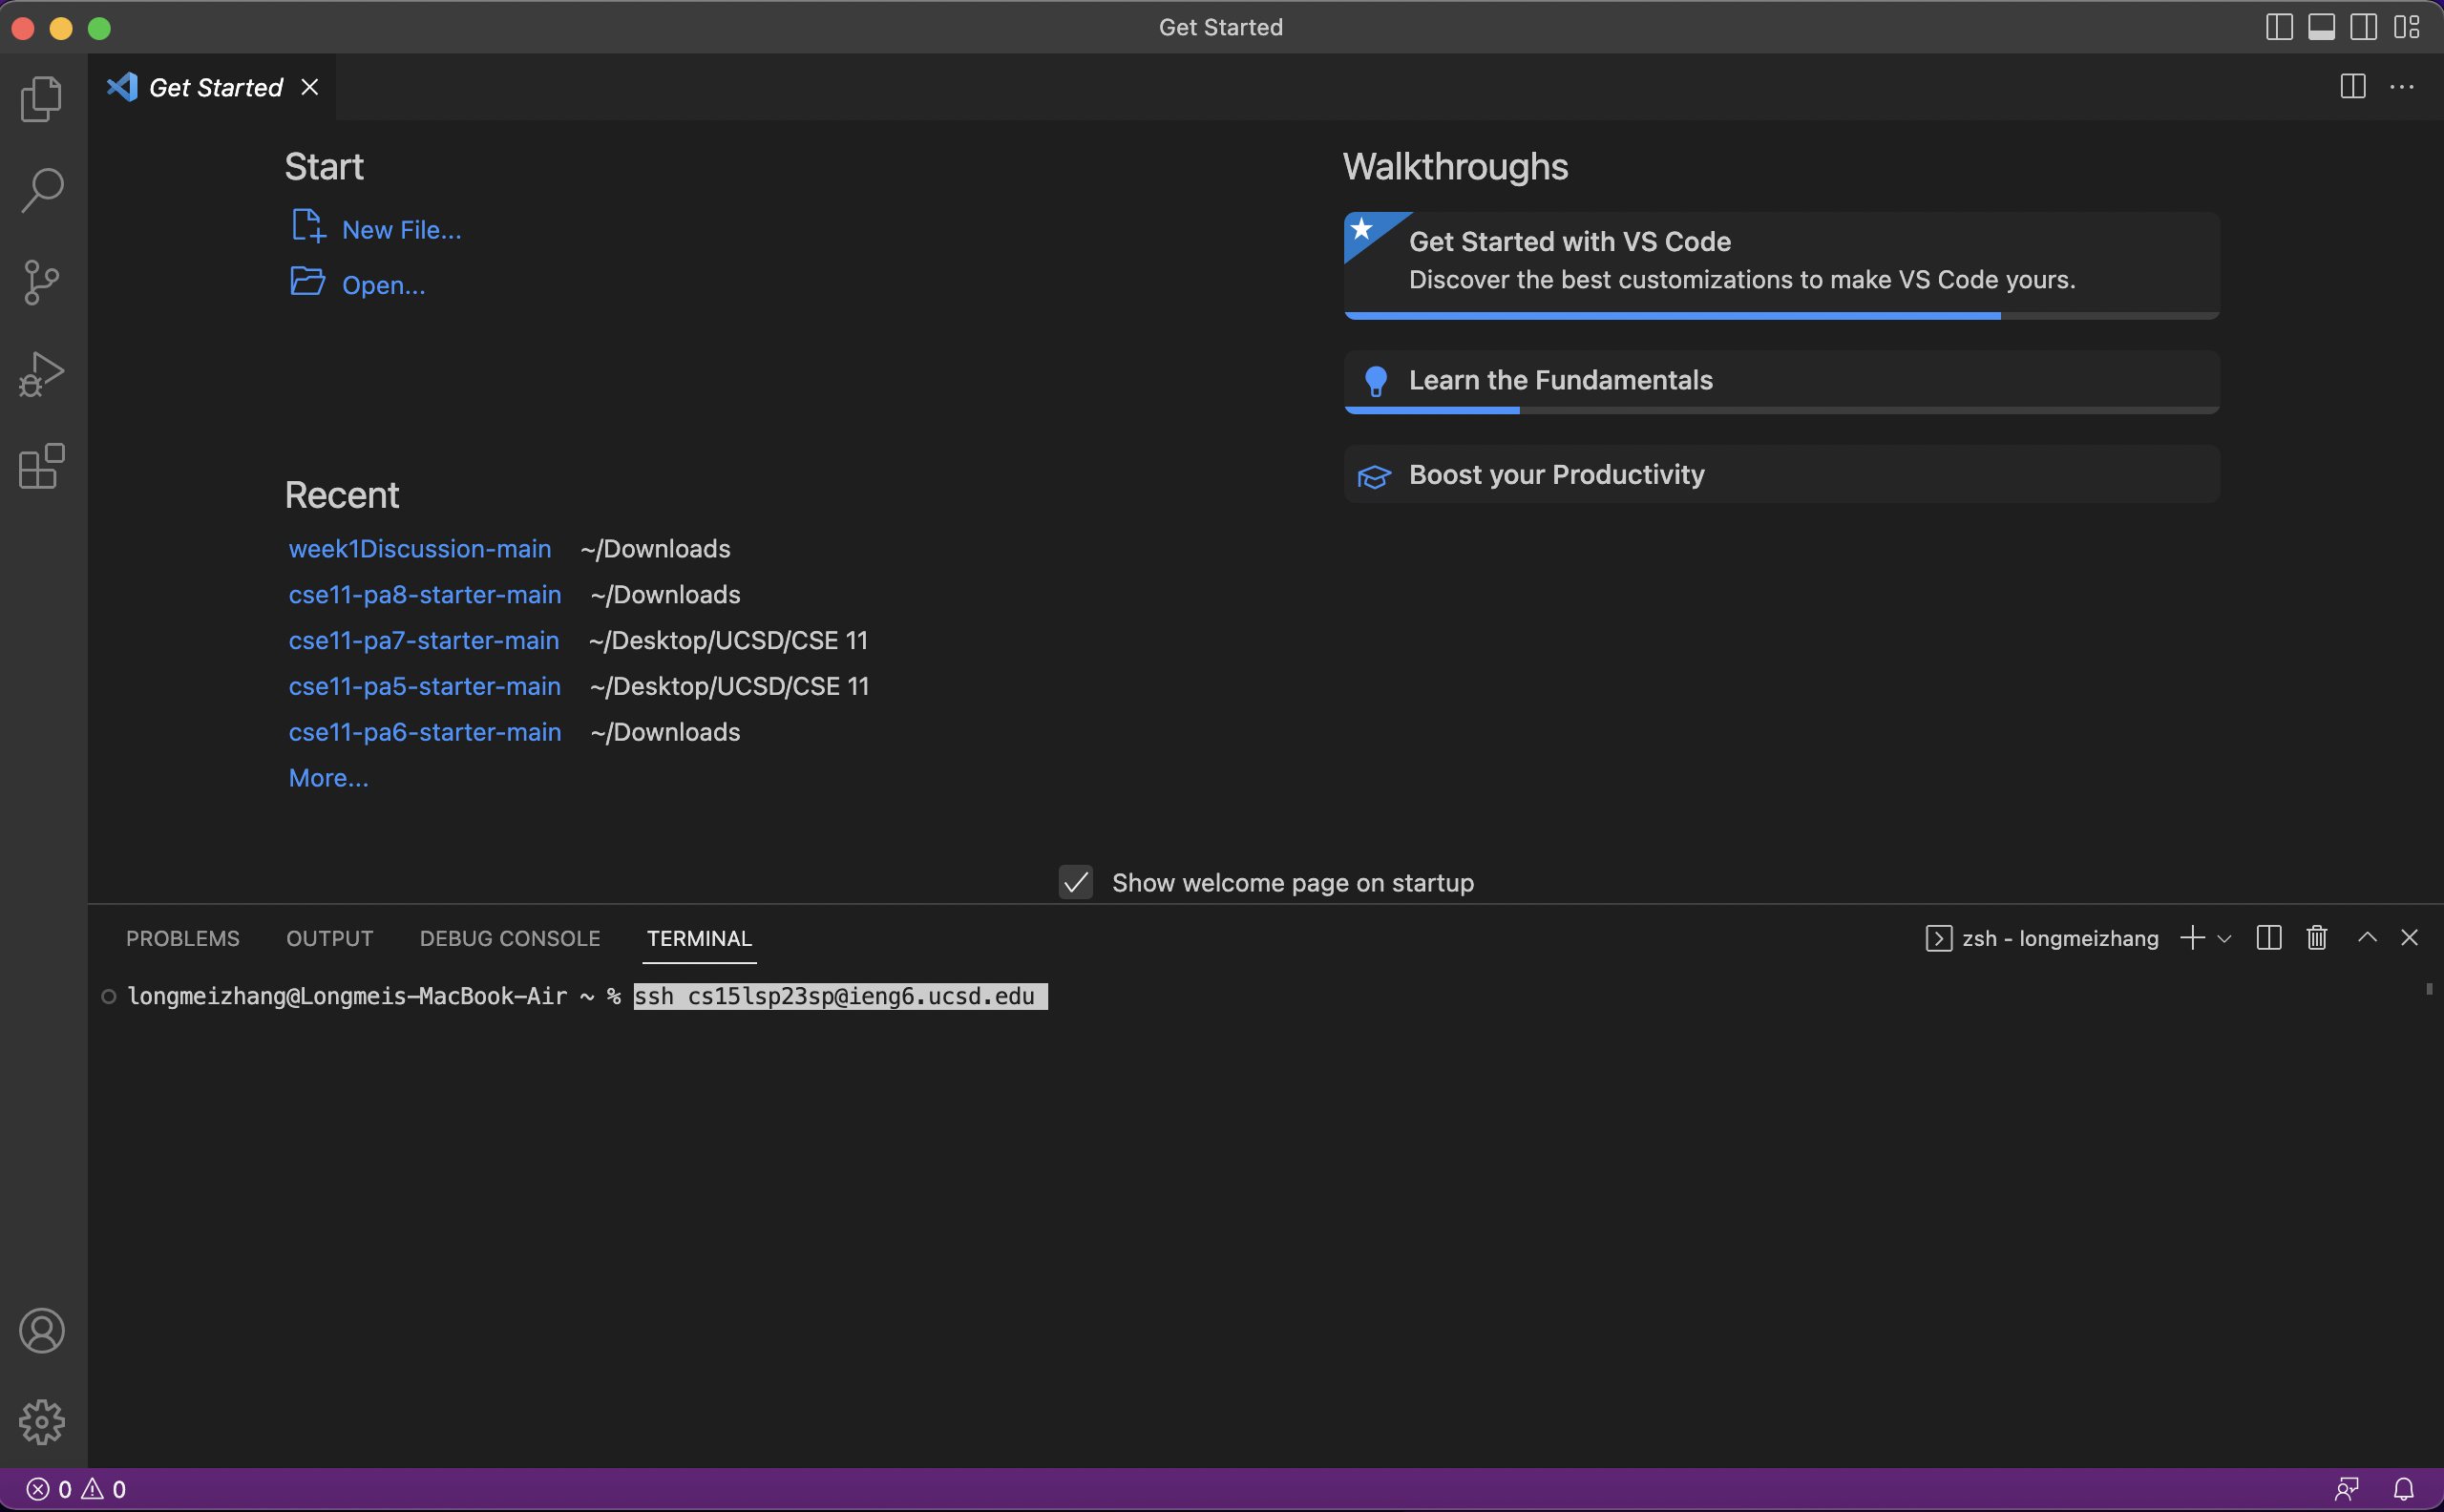 Get Started
Get Started
Start
New File...
Open...
Recent
week1Discussion-main ~/Downloads
cse11-pa8-starter-main ~/Downloads
cse11-pa7-starter-main ~/Desktop/UCSD/CSE 11
cse11-pa5-starter-main ~/Desktop/UCSD/CSE 11
cse11-pa6-starter-main ~/Downloads
More...
Walkthroughs
Get Started with VS Code
Discover the best customizations to make VS Code yours.
Learn the Fundamentals
Boost your Productivity
Show welcome page on startup
PROBLEMS OUTPUT DEBUG CONSOLE TERMINAL zsh - longmeizhang
longmeizhang@Longmeis-MacBook-Air ~ % ssh cs15lsp23sp@ieng6.ucsd.edu
0 0